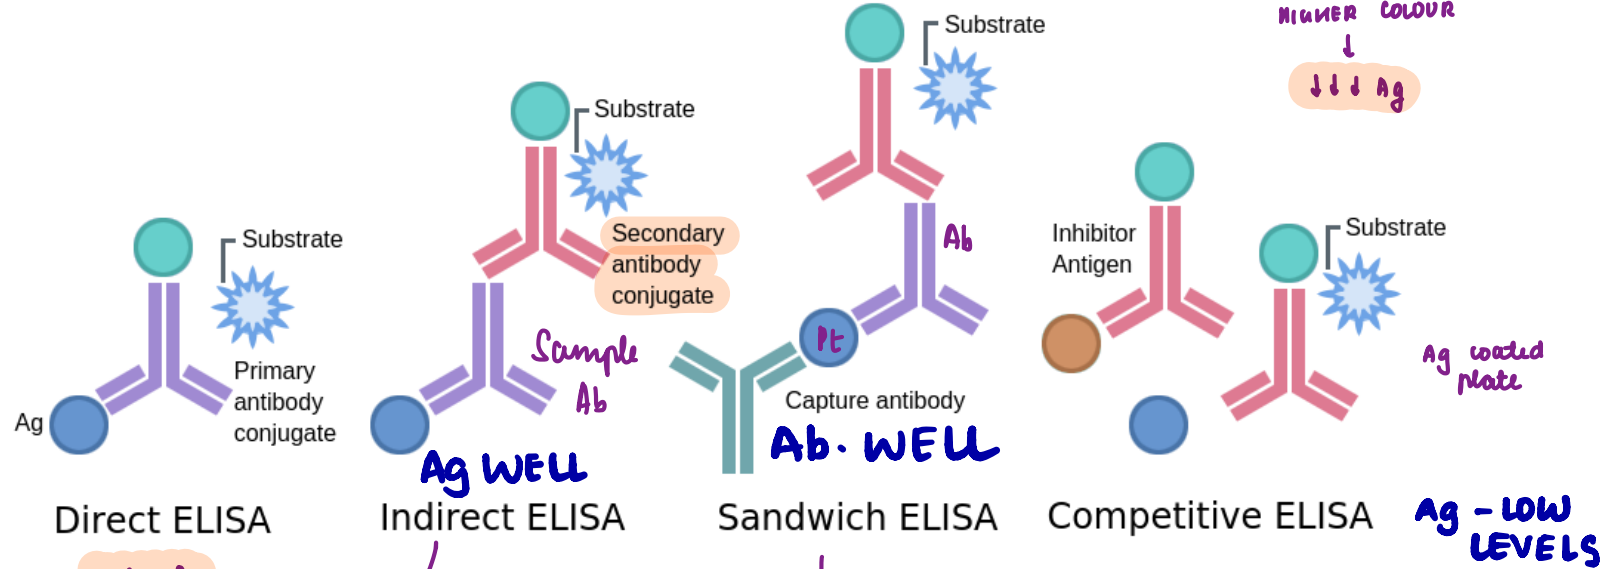 HIGHER COLOUR
↓
↓↓↓ Ag
Substrate
Substrate
Substrate
Substrate
Secondary
antibody
conjugate
Ab
Inhibitor
Antigen
Sample
Ab
Pt
Ag coated
plate
Primary
antibody
conjugate
Ag
Capture antibody
Ag WELL
Ab. WELL
Direct ELISA
Indirect ELISA
Sandwich ELISA
Competitive ELISA
Ag - LOW
LEVELS